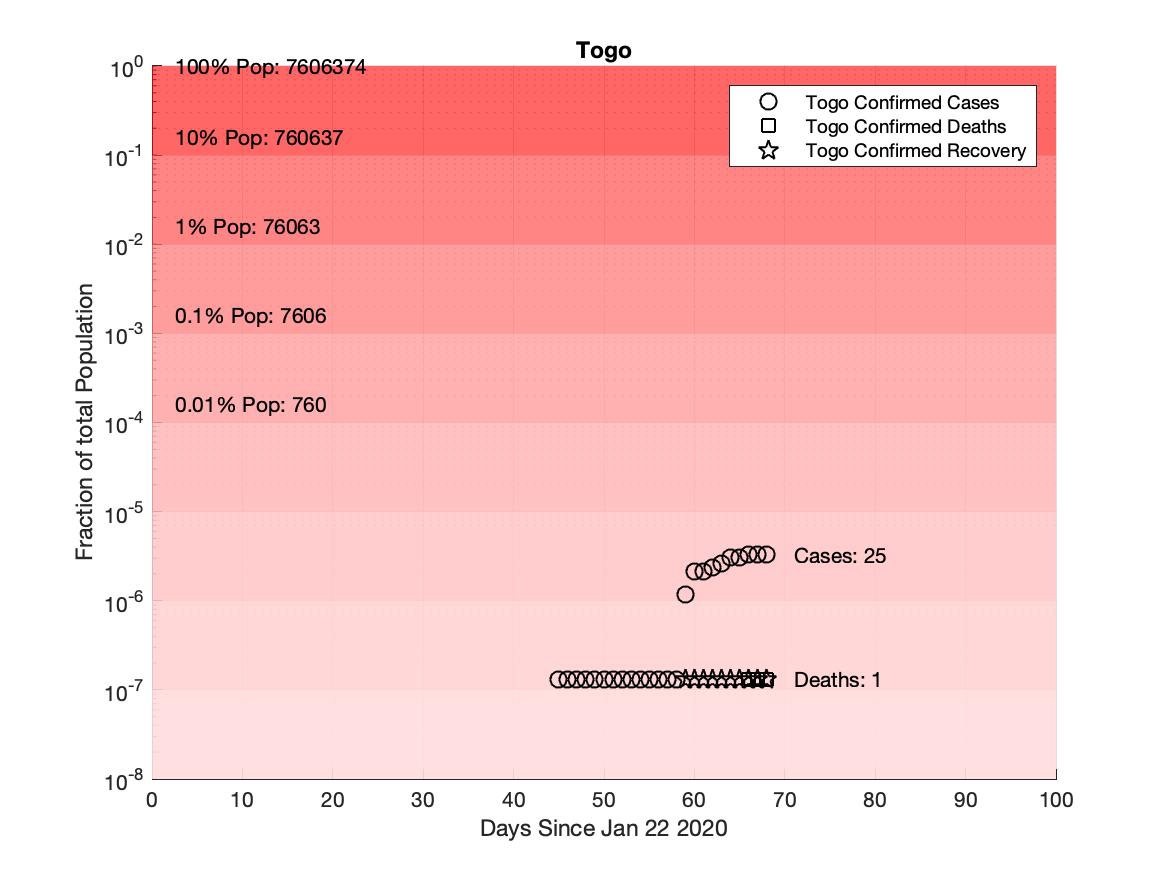 Togo
10⁰
100% Pop: 7606374
Togo Confirmed Cases
Togo Confirmed Deaths
Togo Confirmed Recovery
10% Pop: 760637
10⁻¹
1% Pop: 76063
10⁻²
0.1% Pop: 7606
10⁻³
0.01% Pop: 760
10⁻⁴
10⁻⁵
Cases: 25
10⁻⁶
Deaths: 1
10⁻⁷
10⁻⁸
Fraction of total Population
0 10 20 30 40 50 60 70 80 90 100
Days Since Jan 22 2020